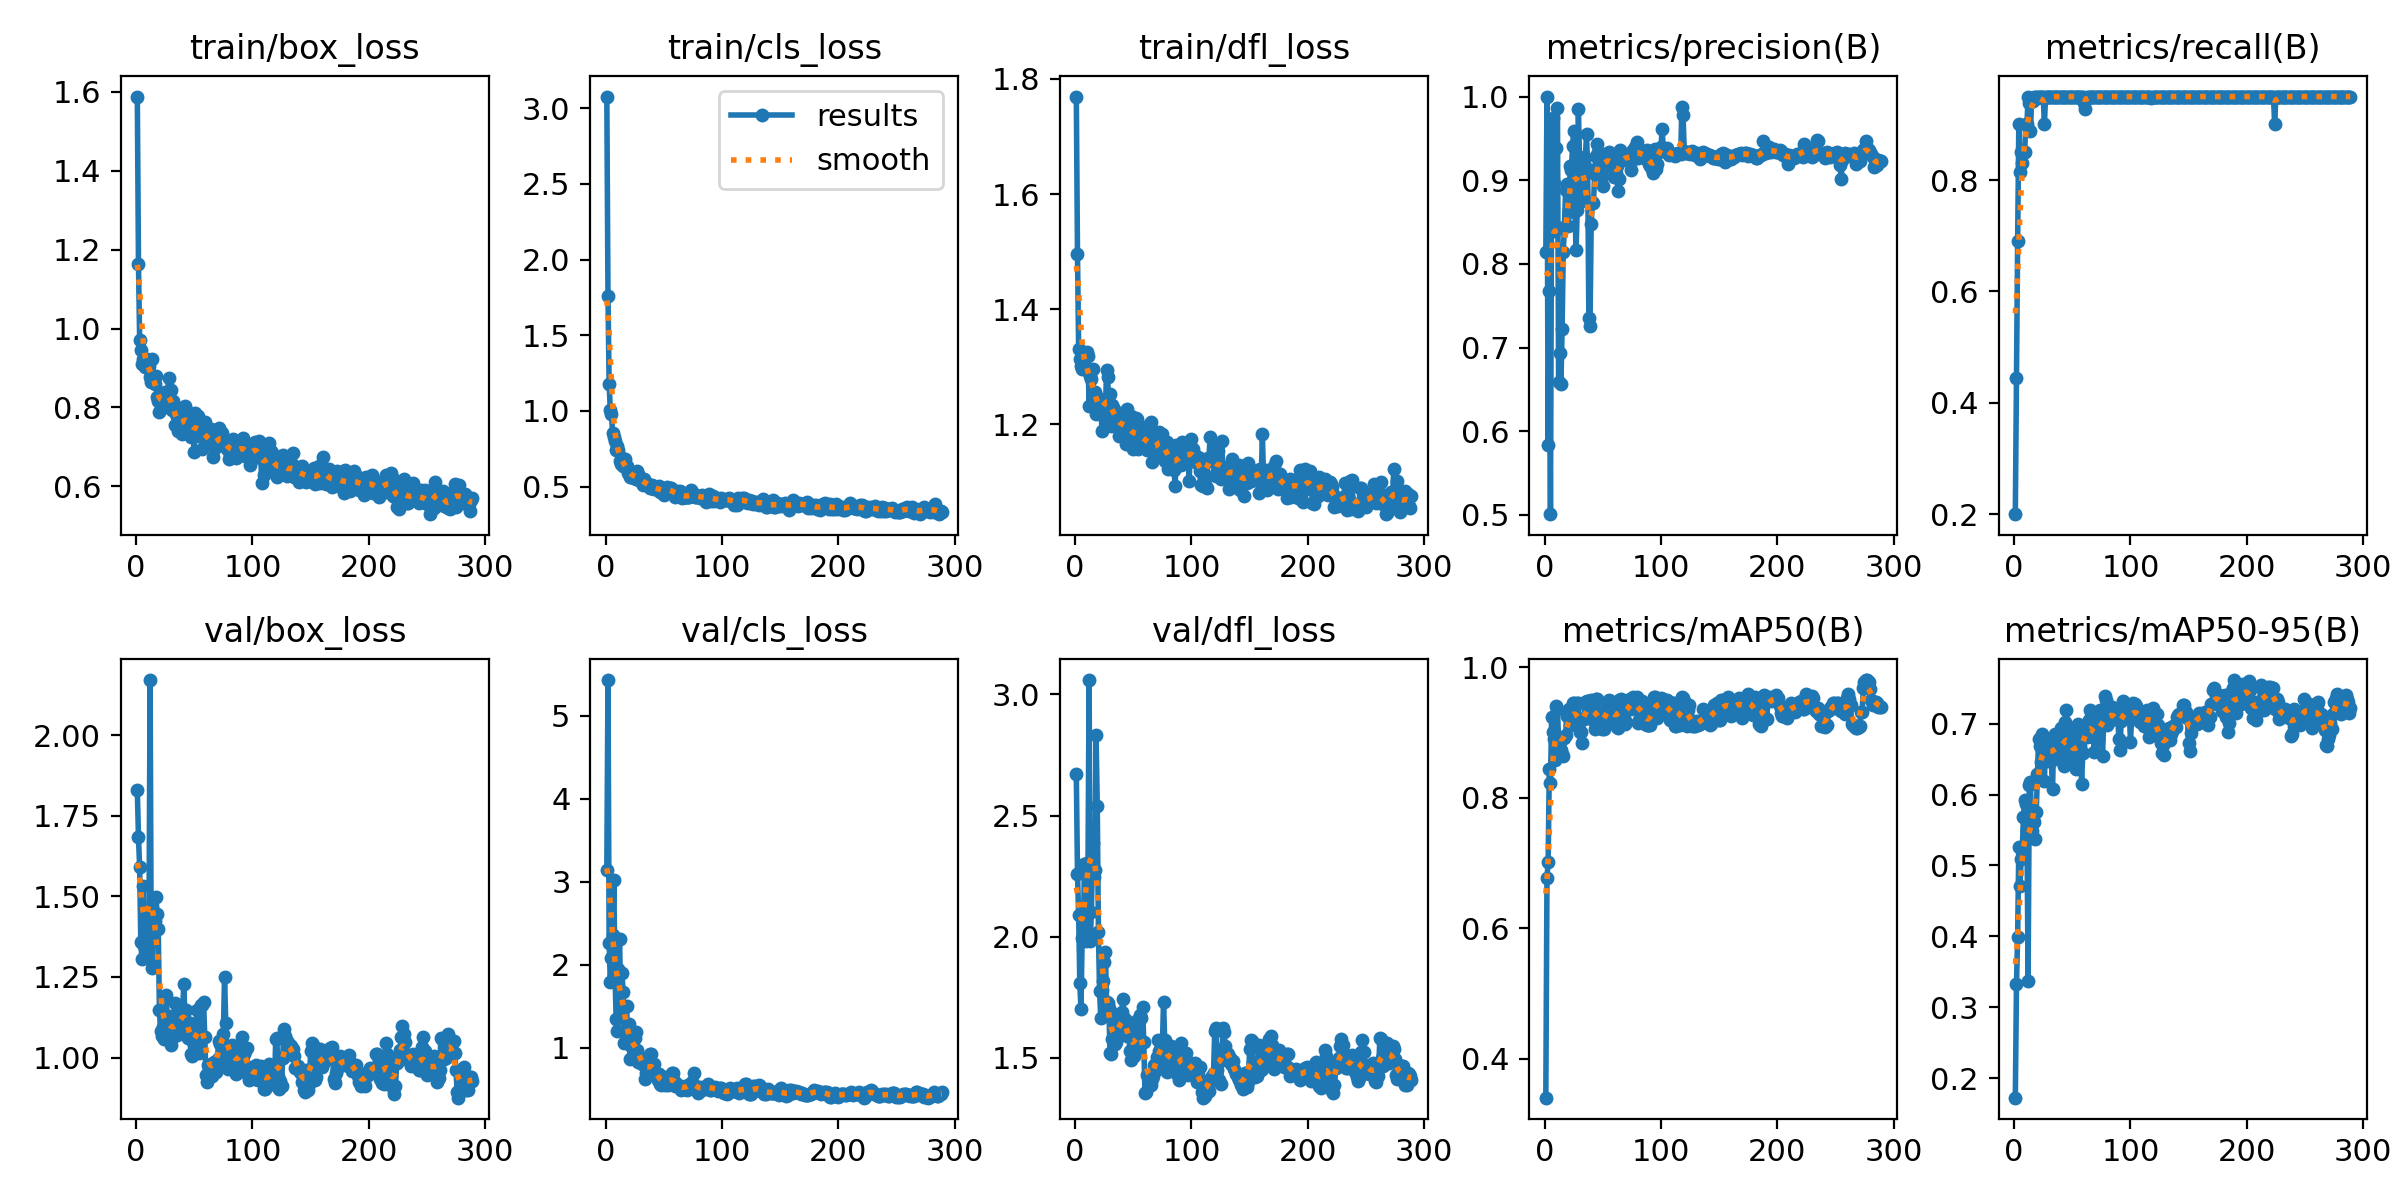 train/box_loss
1.6
1.4
1.2
1.0
0.8
0.6
0 100 200 300
train/cls_loss
results
smooth
3.0
2.5
2.0
1.5
1.0
0.5
0 100 200 300
train/dfl_loss
1.8
1.6
1.4
1.2
0 100 200 300
metrics/precision(B)
1.0
0.9
0.8
0.7
0.6
0.5
0 100 200 300
metrics/recall(B)
0.8
0.6
0.4
0.2
0 100 200 300
val/box_loss
2.00
1.75
1.50
1.25
1.00
0 100 200 300
val/cls_loss
5
4
3
2
1
0 100 200 300
val/dfl_loss
3.0
2.5
2.0
1.5
0 100 200 300
metrics/mAP50(B)
1.0
0.8
0.6
0.4
0 100 200 300
metrics/mAP50-95(B)
0.7
0.6
0.5
0.4
0.3
0.2
0 100 200 300